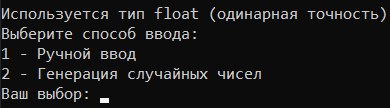 Используется тип float (одинарная точность)
Выберите способ ввода:
1 - Ручной ввод
2 - Генерация случайных чисел
Ваш выбор: